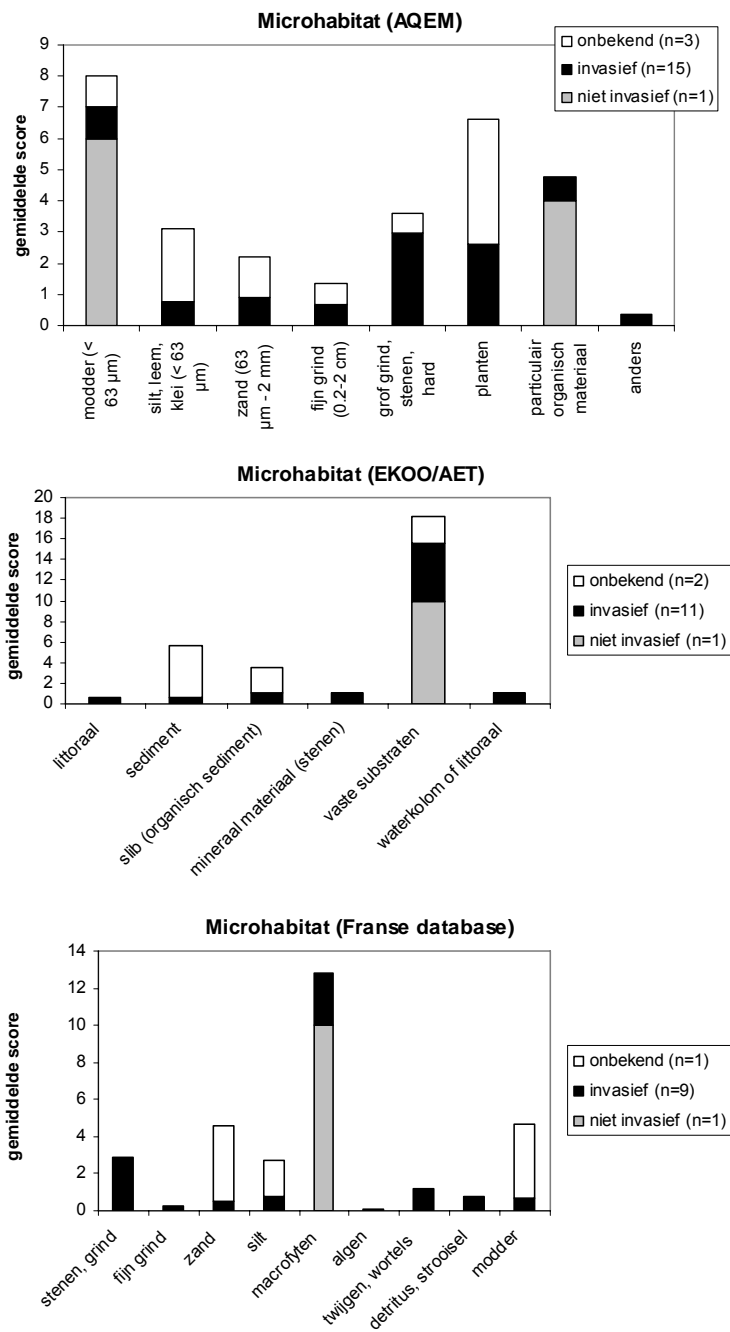 Microhabitat (AQEM)
onbekend (n=3)
invasief (n=15)
niet invasief (n=1)
gemiddelde score
9
8
7
6
5
4
3
2
1
0
modder (<
63 µm)
silt, leem,
klei (< 63
µm)
zand (63
µm - 2 mm)
fijn grind
(0.2-2 cm)
grof grind,
stenen,
hard
planten
particulair
organisch
materiaal
anders
Microhabitat (EKOO/AET)
onbekend (n=2)
invasief (n=11)
niet invasief (n=1)
gemiddelde score
20
18
16
14
12
10
8
6
4
2
0
littoraal
sediment
slib (organisch sediment)
mineraal materiaal (stenen)
vaste substraten
waterkolom of littoraal
Microhabitat (Franse database)
onbekend (n=1)
invasief (n=9)
niet invasief (n=1)
gemiddelde score
14
12
10
8
6
4
2
0
stenen, grind
fijn grind
zand
silt
macrofyten
algen
twijgen, wortels
detritus, strooisel
modder